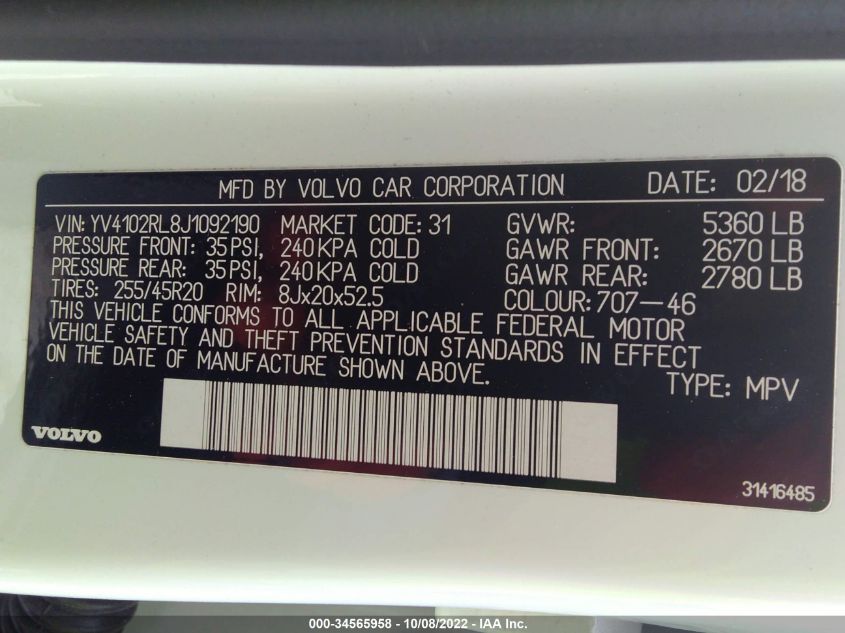 MFD BY VOLVO CAR CORPORATION DATE: 02/18
VIN: YV4102RL8J1092190 MARKET CODE: 31 GVWR: 5360 LB
PRESSURE FRONT: 35 PSI, 240 KPA COLD GAWR FRONT: 2670 LB
PRESSURE REAR: 35 PSI, 240 KPA COLD GAWR REAR: 2780 LB
TIRES: 255/45R20 RIM: 8Jx20x52.5 COLOUR: 707-46
THIS VEHICLE CONFORMS TO ALL APPLICABLE FEDERAL MOTOR
VEHICLE SAFETY AND THEFT PREVENTION STANDARDS IN EFFECT
ON THE DATE OF MANUFACTURE SHOWN ABOVE.
TYPE: MPV
VOLVO
31416485
000-34565958 - 10/08/2022 - IAA Inc.